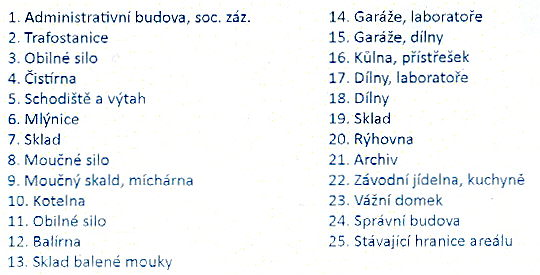 1. Administrativní budova, soc. záz.
2. Trafostanice
3. Obilné silo
4. Čistírna
5. Schodiště a výtah
6. Mlýnice
7. Sklad
8. Moučné silo
9. Moučný skald, míchárna
10. Kotelna
11. Obilné silo
12. Balírna
13. Sklad balené mouky
14. Garáže, laboratoře
15. Garáže, dílny
16. Kůlna, přístřešek
17. Dílny, laboratoře
18. Dílny
19. Sklad
20. Rýhovna
21. Archiv
22. Závodní jídelna, kuchyně
23. Vážní domek
24. Správní budova
25. Stávající hranice areálu